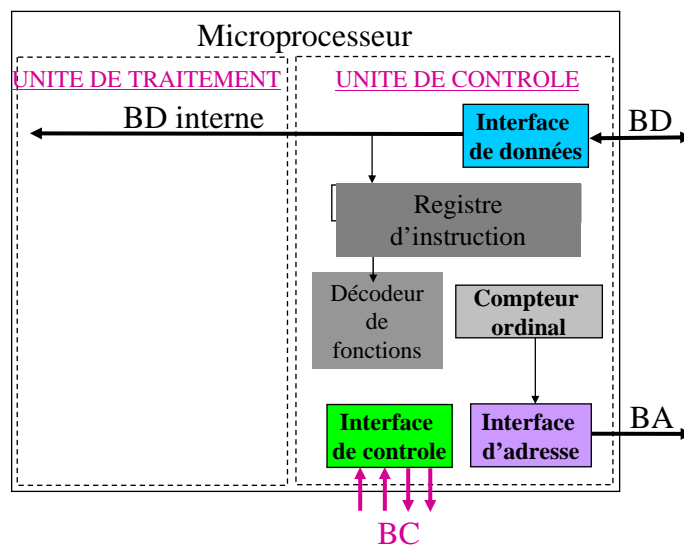 Microprocesseur
UNITE DE TRAITEMENT
UNITE DE CONTROLE
BD interne
Interface
de données
BD
Registre
d’instruction
Décodeur
de
fonctions
Compteur
ordinal
Interface
de controle
Interface
d’adresse
BA
BC